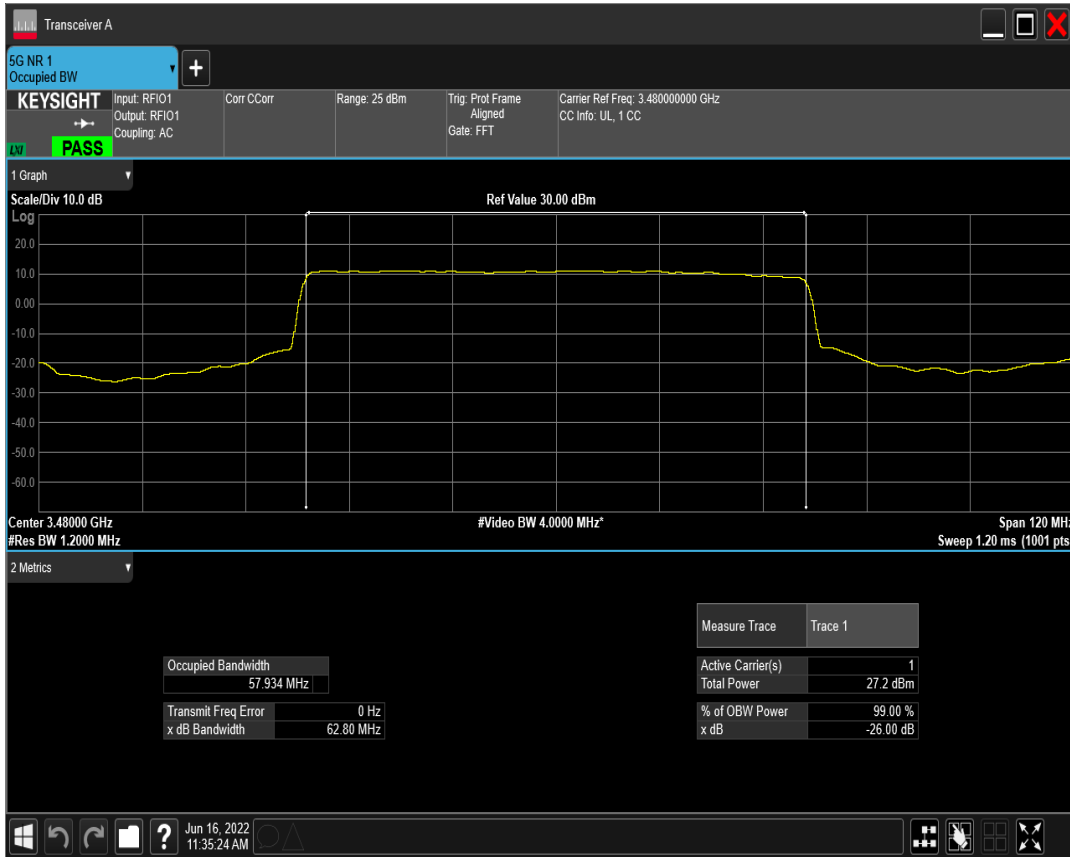 Transceiver A
5G NR 1
Occupied BW
+
KEYSIGHT
LXI
PASS
Input: RFIO1
Output: RFIO1
Coupling: AC
Corr CCorr
Range: 25 dBm
Trig: Prot Frame
Aligned
Gate: FFT
Carrier Ref Freq: 3.480000000 GHz
CC Info: UL, 1 CC
1 Graph
Scale/Div 10.0 dB
Ref Value 30.00 dBm
Log
20.0
10.0
0.00
-10.0
-20.0
-30.0
-40.0
-50.0
-60.0
Center 3.48000 GHz
#Video BW 4.0000 MHz*
Span 120 MHz
#Res BW 1.2000 MHz
Sweep 1.20 ms (1001 pts
2 Metrics
Measure Trace Trace 1
Occupied Bandwidth
57.934 MHz
Active Carrier(s) 1
Total Power 27.2 dBm
Transmit Freq Error 0 Hz
x dB Bandwidth 62.80 MHz
% of OBW Power 99.00 %
x dB -26.00 dB
?
Jun 16, 2022
11:35:24 AM